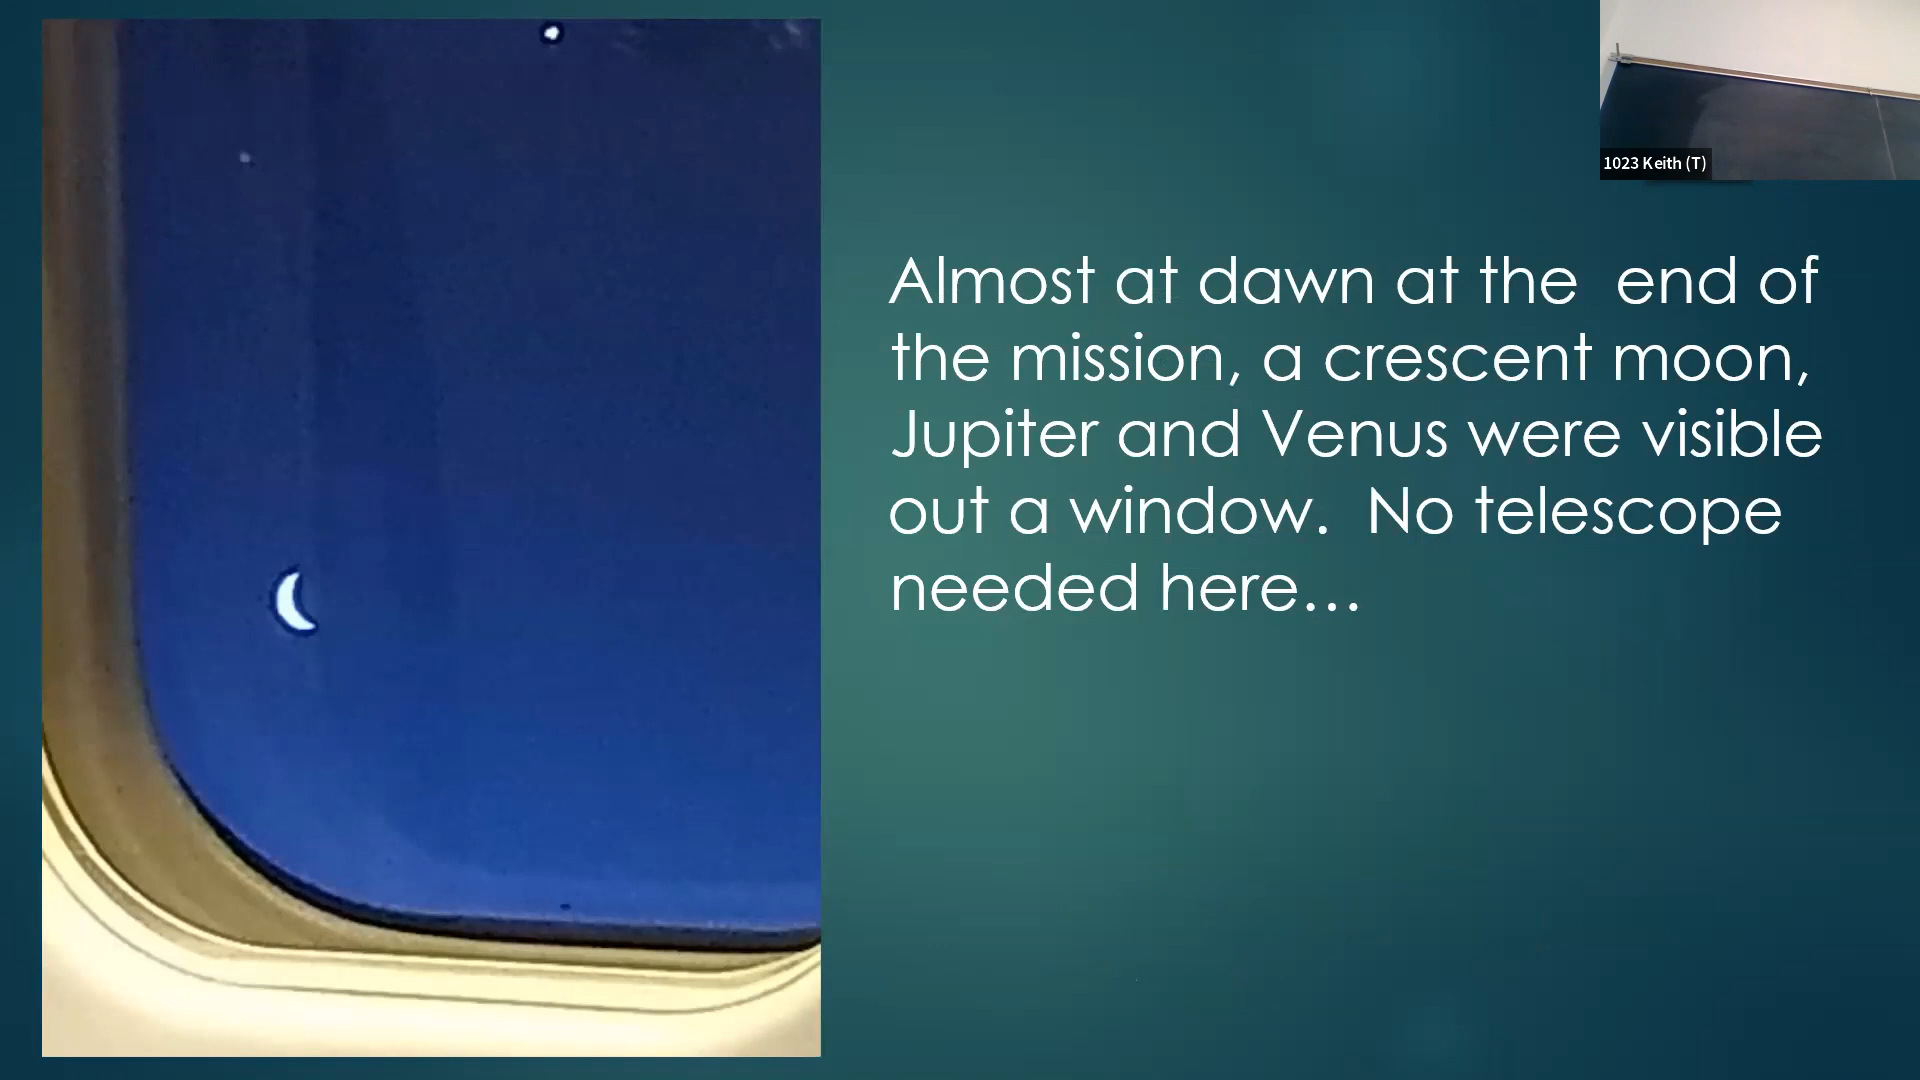 1023 Keith (T)
Almost at dawn at the  end of
the mission, a crescent moon,
Jupiter and Venus were visible
out a window.  No telescope
needed here…